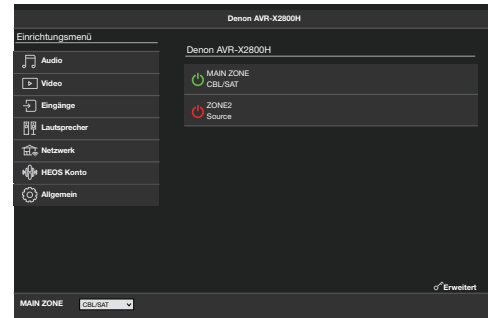 Denon AVR-X2800H
Einrichtungsmenü
Audio
Video
Eingänge
Lautsprecher
Netzwerk
HEOS Konto
Allgemein
Denon AVR-X2800H
MAIN ZONE
CBL/SAT
ZONE2
Source
Erweitert
MAIN ZONE CBL/SAT